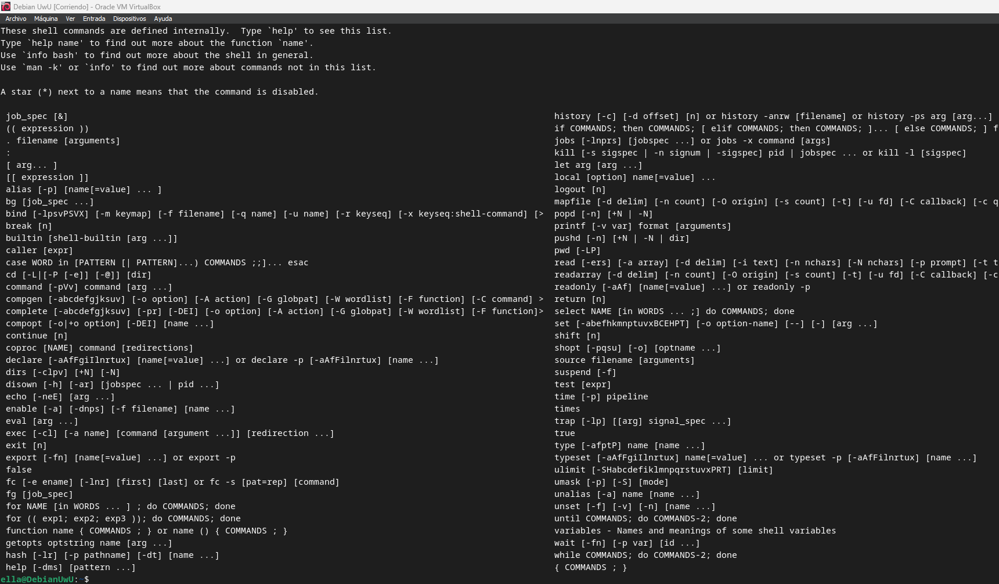 Debian UwU [Corriendo] - Oracle VM VirtualBox
Archivo Máquina Ver Entrada Dispositivos Ayuda
These shell commands are defined internally.  Type `help' to see this list.
Type `help name' to find out more about the function `name'.
Use `info bash' to find out more about the shell in general.
Use `man -k' or `info' to find out more about commands not in this list.
A star (*) next to a name means that the command is disabled.
job_spec [&]
(( expression ))
. filename [arguments]
:
[ arg... ]
[[ expression ]]
alias [-p] [name[=value] ... ]
bg [job_spec ...]
bind [-lpsvPSVX] [-m keymap] [-f filename] [-q name] [-u name] [-r keyseq] [-x keyseq:shell-command] [>
break [n]
builtin [shell-builtin [arg ...]]
caller [expr]
case WORD in [PATTERN [| PATTERN]...) COMMANDS ;;]... esac
cd [-L|[-P [-e]] [-@]] [dir]
command [-pVv] command [arg ...]
compgen [-abcdefgjksuv] [-o option] [-A action] [-G globpat] [-W wordlist] [-F function] [-C command] >
complete [-abcdefgjksuv] [-pr] [-DEI] [-o option] [-A action] [-G globpat] [-W wordlist] [-F function]>
compopt [-o|+o option] [-DEI] [name ...]
continue [n]
coproc [NAME] command [redirections]
declare [-aAfFgiIlnrtux] [name[=value] ...] or declare -p [-aAfFilnrtux] [name ...]
dirs [-clpv] [+N] [-N]
disown [-h] [-ar] [jobspec ... | pid ...]
echo [-neE] [arg ...]
enable [-a] [-dnps] [-f filename] [name ...]
eval [arg ...]
exec [-cl] [-a name] [command [argument ...]] [redirection ...]
exit [n]
export [-fn] [name[=value] ...] or export -p
false
fc [-e ename] [-lnr] [first] [last] or fc -s [pat=rep] [command]
fg [job_spec]
for NAME [in WORDS ... ] ; do COMMANDS; done
for (( exp1; exp2; exp3 )); do COMMANDS; done
function name { COMMANDS ; } or name () { COMMANDS ; }
getopts optstring name [arg ...]
hash [-lr] [-p pathname] [-dt] [name ...]
help [-dms] [pattern ...]
history [-c] [-d offset] [n] or history -anrw [filename] or history -ps arg [arg...]
if COMMANDS; then COMMANDS; [ elif COMMANDS; then COMMANDS; ]... [ else COMMANDS; ] f
jobs [-lnprs] [jobspec ...] or jobs -x command [args]
kill [-s sigspec | -n signum | -sigspec] pid | jobspec ... or kill -l [sigspec]
let arg [arg ...]
local [option] name[=value] ...
logout [n]
mapfile [-d delim] [-n count] [-O origin] [-s count] [-t] [-u fd] [-C callback] [-c q
popd [-n] [+N | -N]
printf [-v var] format [arguments]
pushd [-n] [+N | -N | dir]
pwd [-LP]
read [-ers] [-a array] [-d delim] [-i text] [-n nchars] [-N nchars] [-p prompt] [-t t
readarray [-d delim] [-n count] [-O origin] [-s count] [-t] [-u fd] [-C callback] [-c
readonly [-aAf] [name[=value] ...] or readonly -p
return [n]
select NAME [in WORDS ... ;] do COMMANDS; done
set [-abefhkmnptuvxBCEHPT] [-o option-name] [--] [-] [arg ...]
shift [n]
shopt [-pqsu] [-o] [optname ...]
source filename [arguments]
suspend [-f]
test [expr]
time [-p] pipeline
times
trap [-lp] [[arg] signal_spec ...]
true
type [-afptP] name [name ...]
typeset [-aAfFgiIlnrtux] name[=value] ... or typeset -p [-aAfFilnrtux] [name ...]
ulimit [-SHabcdefiklmnpqrstuvxPRT] [limit]
umask [-p] [-S] [mode]
unalias [-a] name [name ...]
unset [-f] [-v] [-n] [name ...]
until COMMANDS; do COMMANDS-2; done
variables - Names and meanings of some shell variables
wait [-fn] [-p var] [id ...]
while COMMANDS; do COMMANDS-2; done
{ COMMANDS ; }
ella@DebianUwU:~$